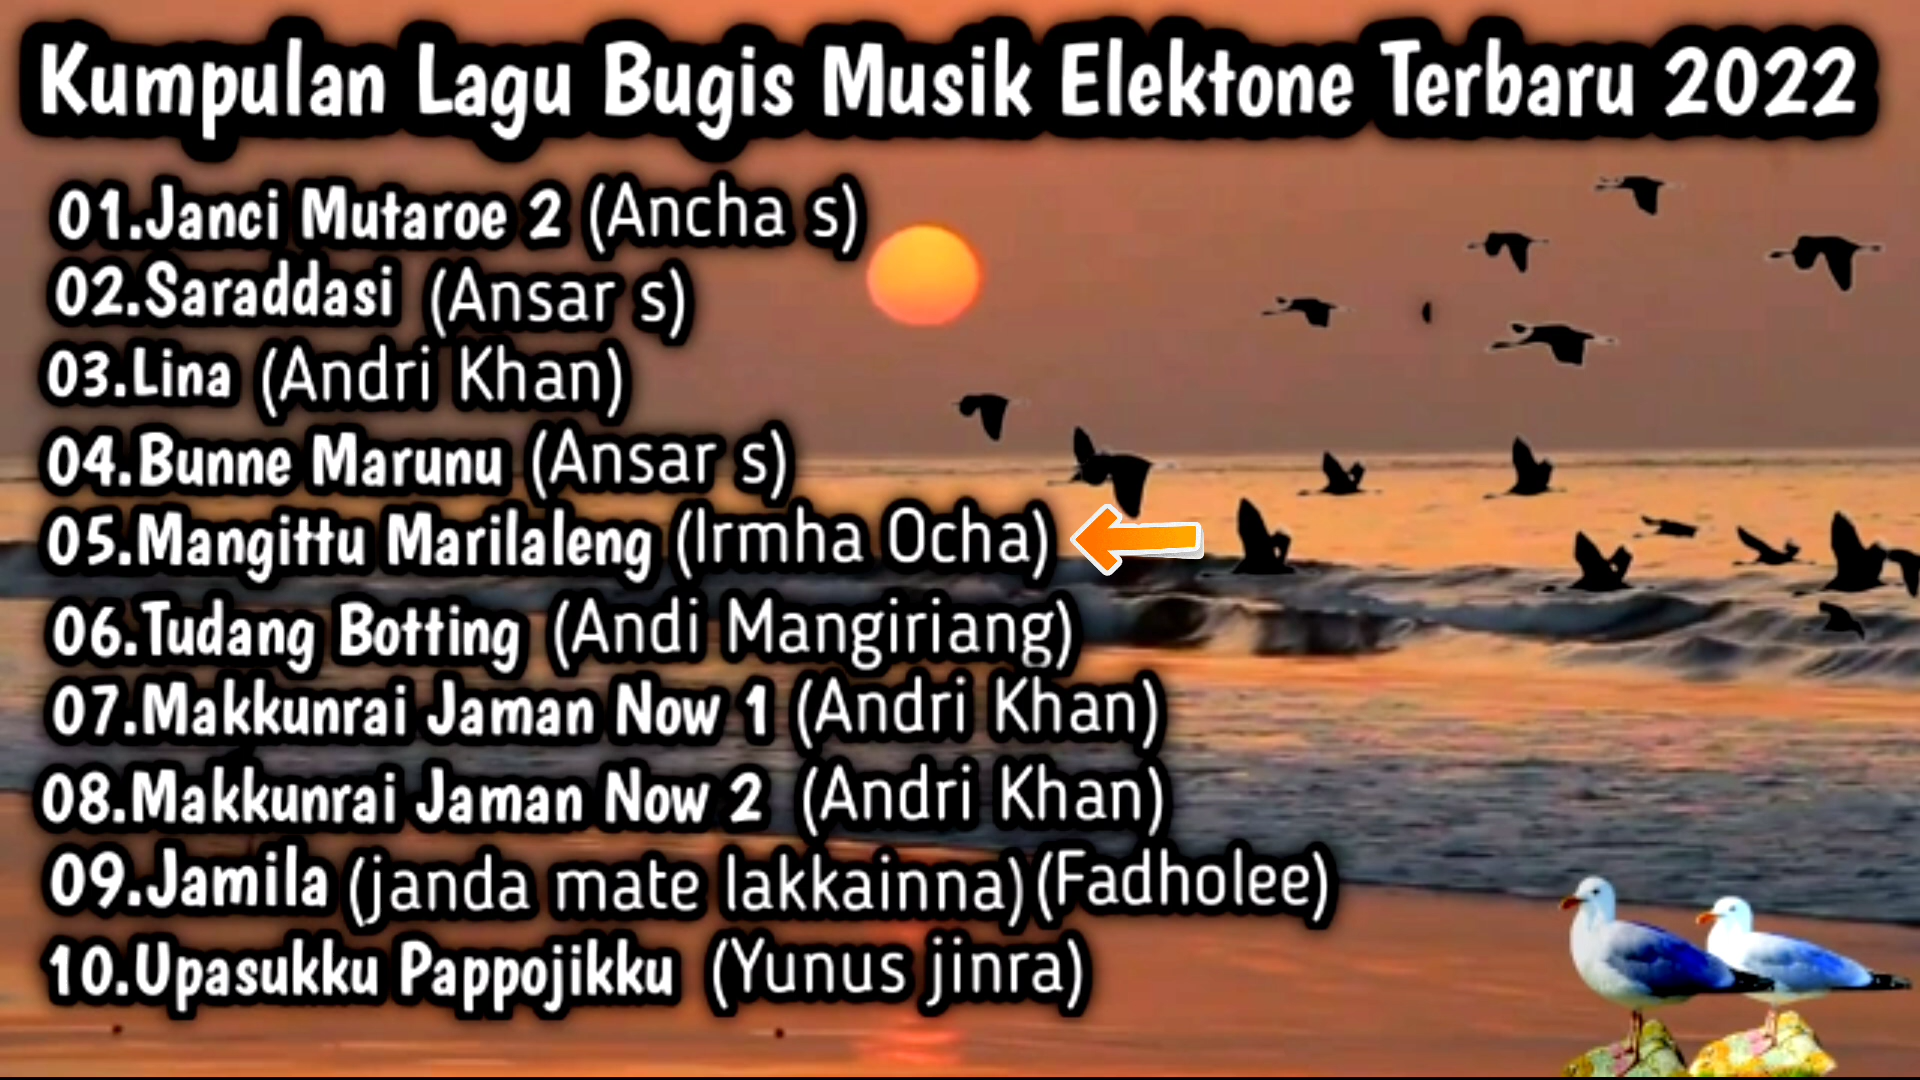 Kumpulan Lagu Bugis Musik Elektone Terbaru 2022
01.Janci Mutaroe 2 (Ancha s)
02.Saraddasi (Ansar s)
03.Lina (Andri Khan)
04.Bunne Marunu (Ansar s)
05.Mangittu Marilaleng (Irmha Ocha)
06.Tudang Botting (Andi Mangiriang)
07.Makkunrai Jaman Now 1 (Andri Khan)
08.Makkunrai Jaman Now 2 (Andri Khan)
09.Jamila (janda mate lakkainna) (Fadholee)
10.Upasukku Pappojikku (Yunus jinra)